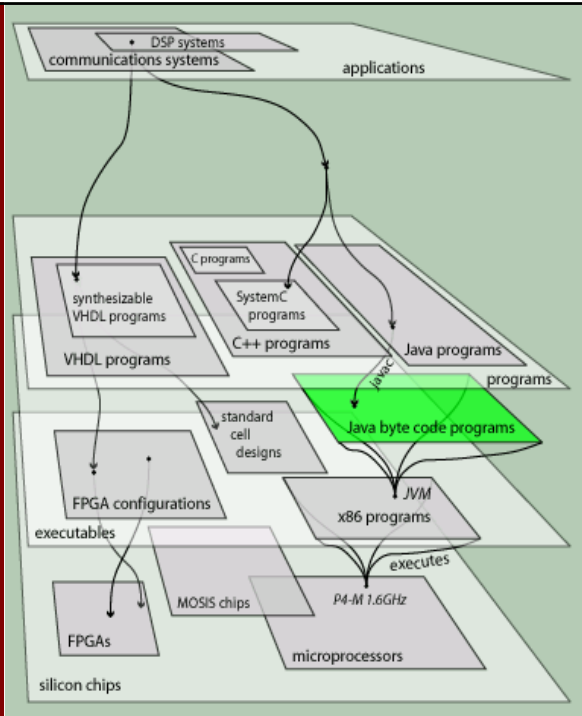 DSP systems
communications systems
applications
C programs
synthesizable
VHDL programs
SystemC
programs
C++ programs
VHDL programs
Java programs
programs
javac
Java byte code programs
standard
cell
designs
FPGA configurations
JVM
x86 programs
executables
executes
MOSIS chips
P4-M 1.6GHz
FPGAs
microprocessors
silicon chips